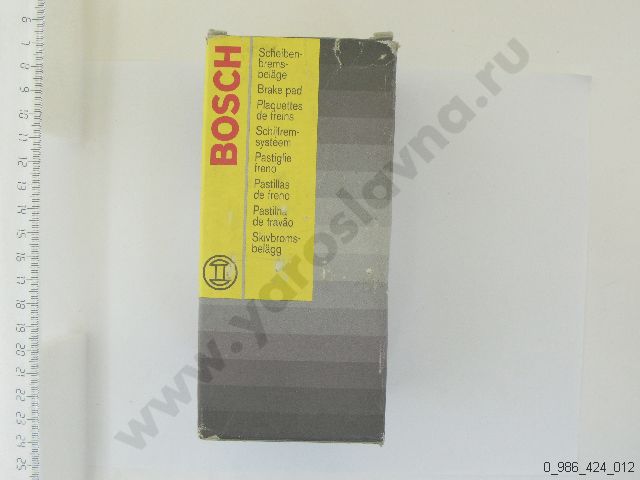 BOSCH
Scheiben-
brems-
beläge
Brake pad
Plaquettes
de freins
Schijfrem-
systeem
Pastiglie
freno
Pastillas
de freno
Pastilha
de travão
Skivbroms-
belägg
www.yaroslavna.ru
0_986_424_012